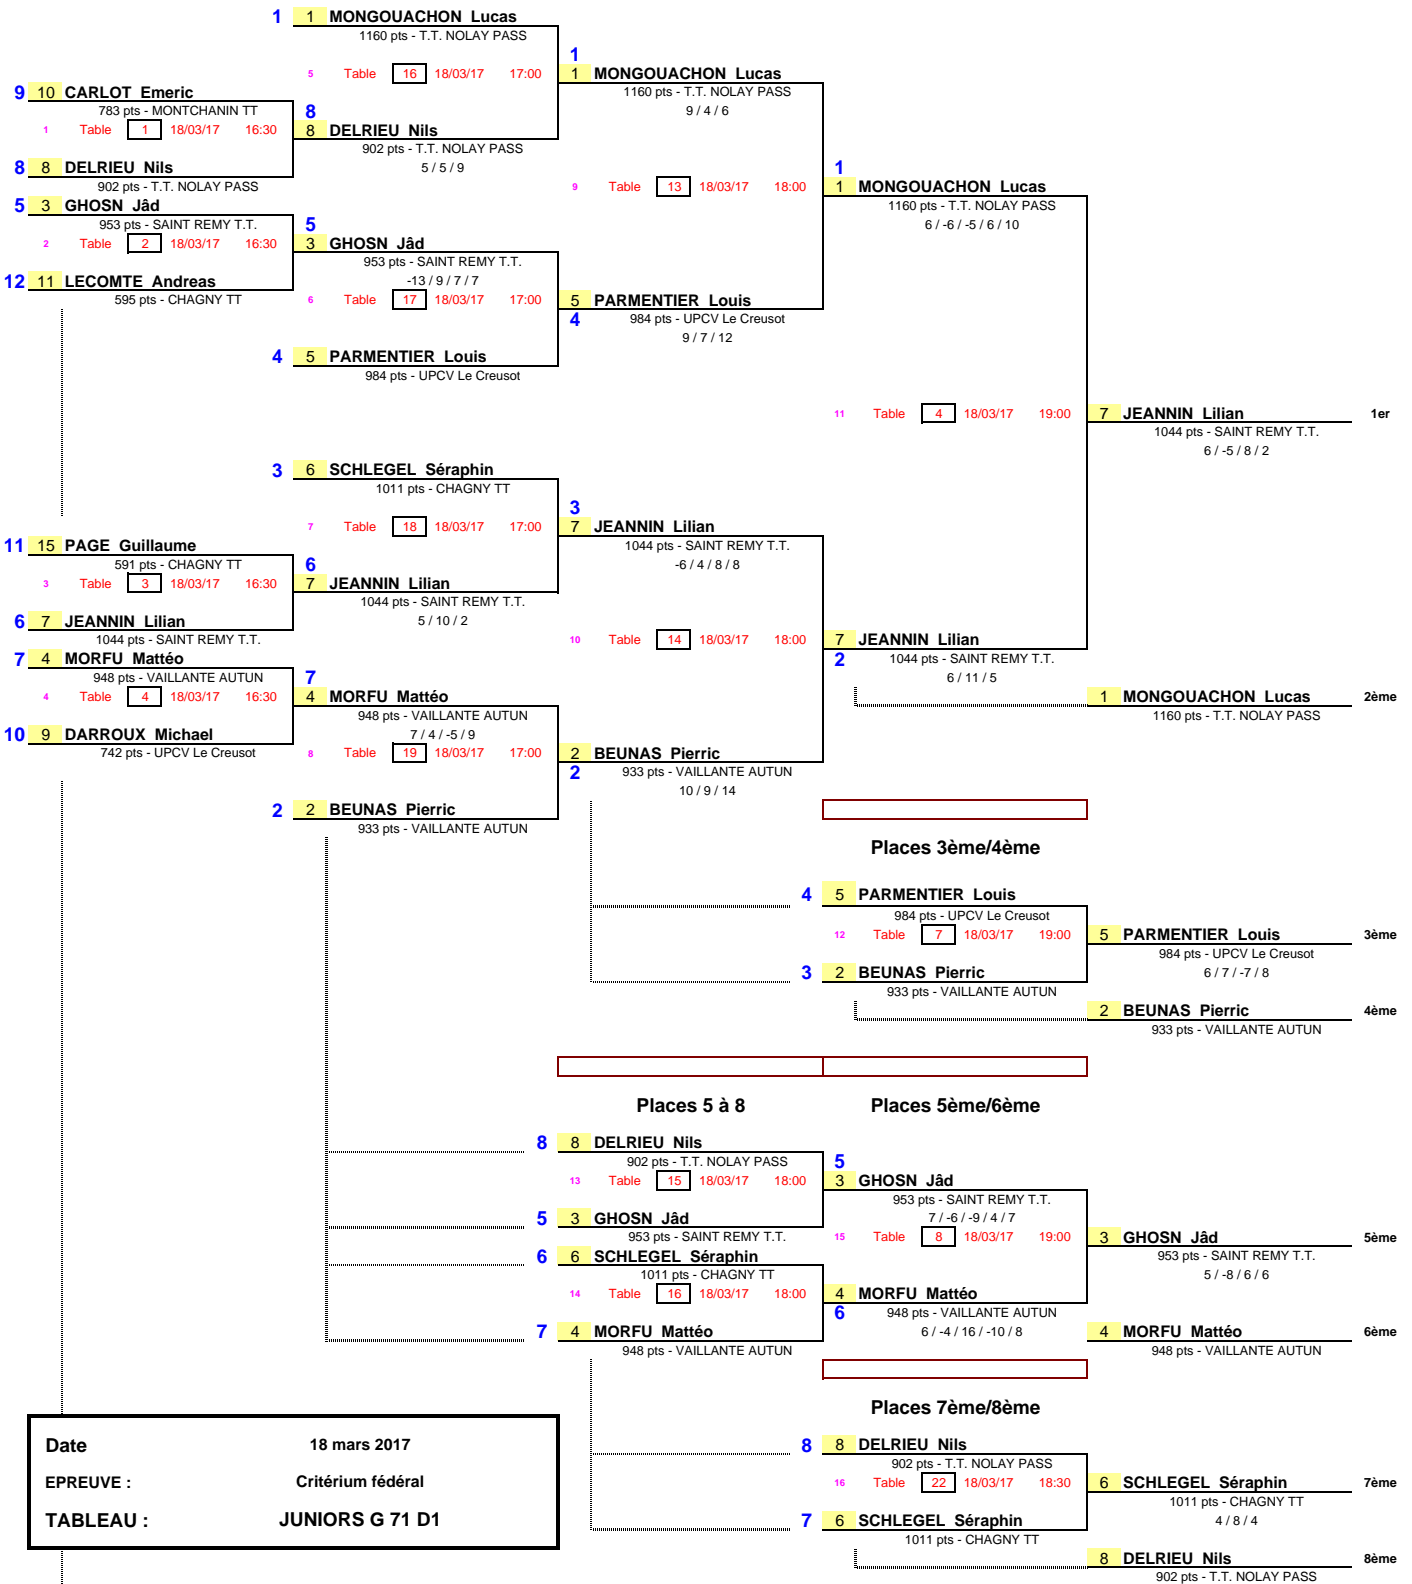 1 1 MONGOUACHON Lucas
1160 pts - T.T. NOLAY PASS
5 Table 16 18/03/17 17:00
1
1 MONGOUACHON Lucas
1160 pts - T.T. NOLAY PASS
9 / 4 / 6
9 10 CARLOT Emeric
783 pts - MONTCHANIN TT
1 Table 1 18/03/17 16:30
8
8 DELRIEU Nils
902 pts - T.T. NOLAY PASS
5 / 5 / 9
8 8 DELRIEU Nils
902 pts - T.T. NOLAY PASS
9 Table 13 18/03/17 18:00
1
1 MONGOUACHON Lucas
1160 pts - T.T. NOLAY PASS
6 / -6 / -5 / 6 / 10
5 3 GHOSN Jâd
953 pts - SAINT REMY T.T.
2 Table 2 18/03/17 16:30
5
3 GHOSN Jâd
953 pts - SAINT REMY T.T.
-13 / 9 / 7 / 7
12 11 LECOMTE Andreas
595 pts - CHAGNY TT
6 Table 17 18/03/17 17:00
5 PARMENTIER Louis
4
984 pts - UPCV Le Creusot
9 / 7 / 12
4 5 PARMENTIER Louis
984 pts - UPCV Le Creusot
11 Table 4 18/03/17 19:00
7 JEANNIN Lilian 1er
1044 pts - SAINT REMY T.T.
6 / -5 / 8 / 2
3 6 SCHLEGEL Séraphin
1011 pts - CHAGNY TT
7 Table 18 18/03/17 17:00
3
7 JEANNIN Lilian
1044 pts - SAINT REMY T.T.
-6 / 4 / 8 / 8
11 15 PAGE Guillaume
591 pts - CHAGNY TT
3 Table 3 18/03/17 16:30
6
7 JEANNIN Lilian
1044 pts - SAINT REMY T.T.
5 / 10 / 2
6 7 JEANNIN Lilian
1044 pts - SAINT REMY T.T.
10 Table 14 18/03/17 18:00
7 JEANNIN Lilian
2
1044 pts - SAINT REMY T.T.
6 / 11 / 5
7 4 MORFU Mattéo
948 pts - VAILLANTE AUTUN
4 Table 4 18/03/17 16:30
7
4 MORFU Mattéo
948 pts - VAILLANTE AUTUN
7 / 4 / -5 / 9
1 MONGOUACHON Lucas 2ème
1160 pts - T.T. NOLAY PASS
10 9 DARROUX Michael
742 pts - UPCV Le Creusot
8 Table 19 18/03/17 17:00
2 BEUNAS Pierric
2
933 pts - VAILLANTE AUTUN
10 / 9 / 14
2 2 BEUNAS Pierric
933 pts - VAILLANTE AUTUN
Places 3ème/4ème
4 5 PARMENTIER Louis
984 pts - UPCV Le Creusot
12 Table 7 18/03/17 19:00
5 PARMENTIER Louis 3ème
984 pts - UPCV Le Creusot
6 / 7 / -7 / 8
3 2 BEUNAS Pierric
933 pts - VAILLANTE AUTUN
2 BEUNAS Pierric 4ème
933 pts - VAILLANTE AUTUN
Places 5 à 8 Places 5ème/6ème
8 8 DELRIEU Nils
902 pts - T.T. NOLAY PASS
13 Table 15 18/03/17 18:00
5
3 GHOSN Jâd
953 pts - SAINT REMY T.T.
7 / -6 / -9 / 4 / 7
5 3 GHOSN Jâd
953 pts - SAINT REMY T.T.
15 Table 8 18/03/17 19:00
3 GHOSN Jâd 5ème
953 pts - SAINT REMY T.T.
5 / -8 / 6 / 6
6 6 SCHLEGEL Séraphin
1011 pts - CHAGNY TT
14 Table 16 18/03/17 18:00
4 MORFU Mattéo
6
948 pts - VAILLANTE AUTUN
6 / -4 / 16 / -10 / 8
7 4 MORFU Mattéo
948 pts - VAILLANTE AUTUN
4 MORFU Mattéo 6ème
948 pts - VAILLANTE AUTUN
Places 7ème/8ème
8 8 DELRIEU Nils
902 pts - T.T. NOLAY PASS
16 Table 22 18/03/17 18:30
6 SCHLEGEL Séraphin 7ème
1011 pts - CHAGNY TT
4 / 8 / 4
7 6 SCHLEGEL Séraphin
1011 pts - CHAGNY TT
8 DELRIEU Nils 8ème
902 pts - T.T. NOLAY PASS
Date 18 mars 2017
EPREUVE : Critérium fédéral
TABLEAU : JUNIORS G 71 D1